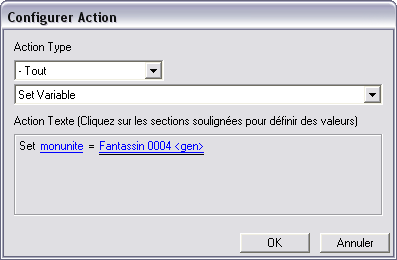 Configurer Action
Action Type
- Tout
Set Variable
Action Texte (Cliquez sur les sections soulignées pour définir des valeurs)
Set monunite = Fantassin 0004 <gen>
OK
Annuler